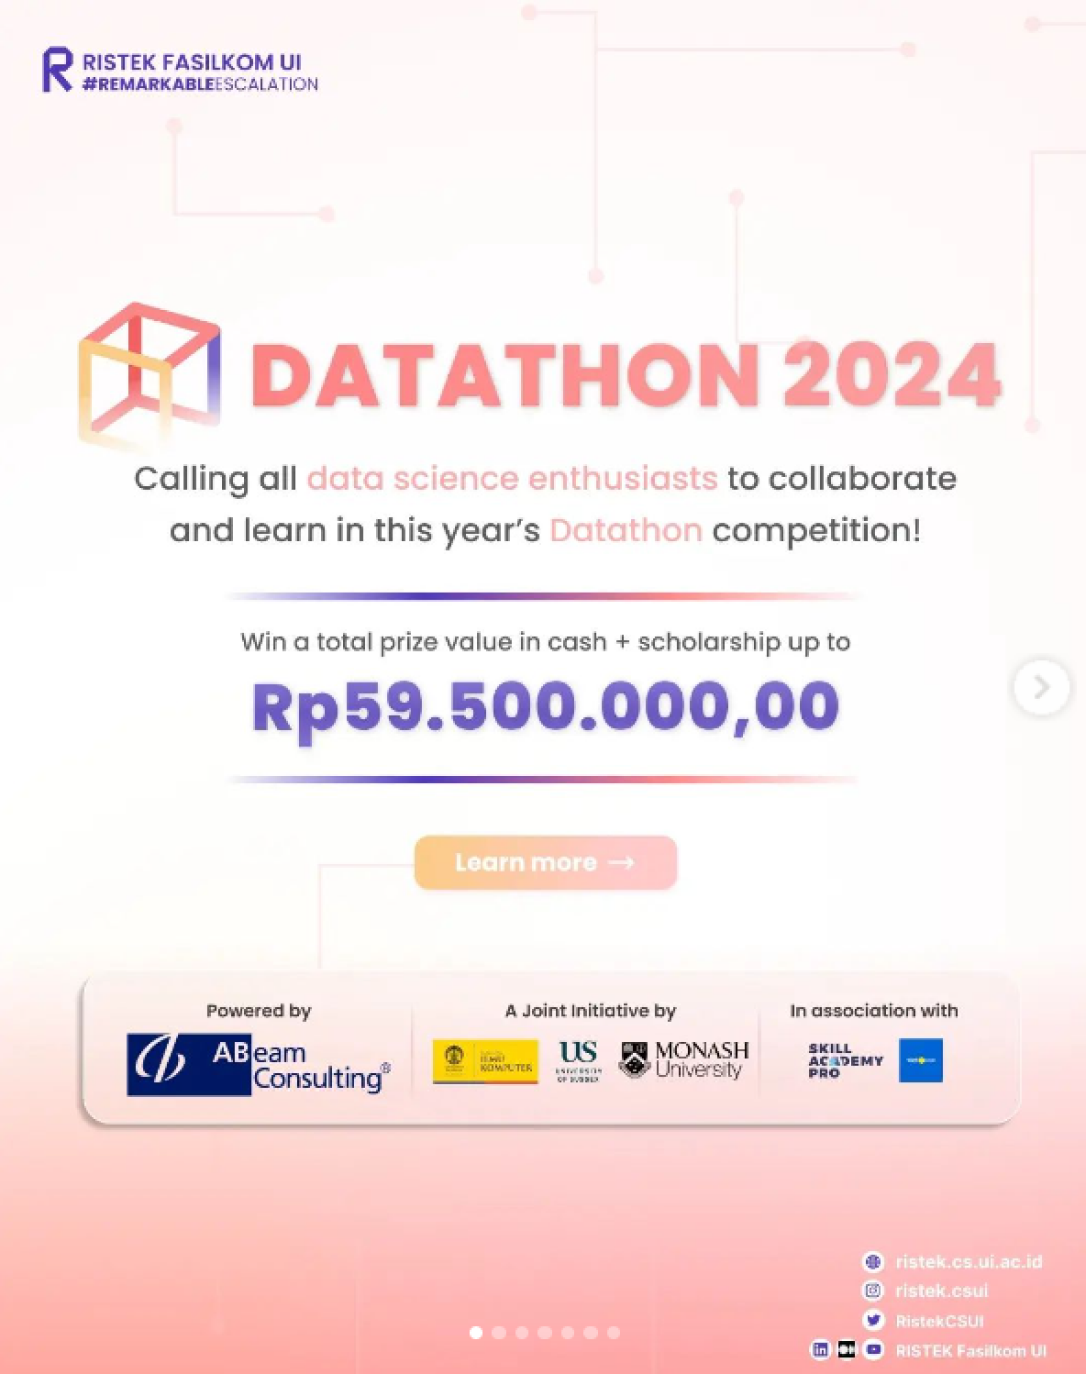 RISTEK FASILKOM UI
#REMARKABLEESCALATION
DATATHON 2024
Calling all data science enthusiasts to collaborate
and learn in this year's Datathon competition!
Win a total prize value in cash + scholarship up to
Rp59.500.000,00
Learn more →
Powered by
ABeam
Consulting®
A Joint Initiative by
ILMU
KOMPUTER
US
UNIVERSITY
OF SUSSEX
MONASH
University
In association with
SKILL
ACADEMY
PRO
ristek.cs.ui.ac.id
ristek.csui
RistekCSUI
RISTEK Fasilkom UI